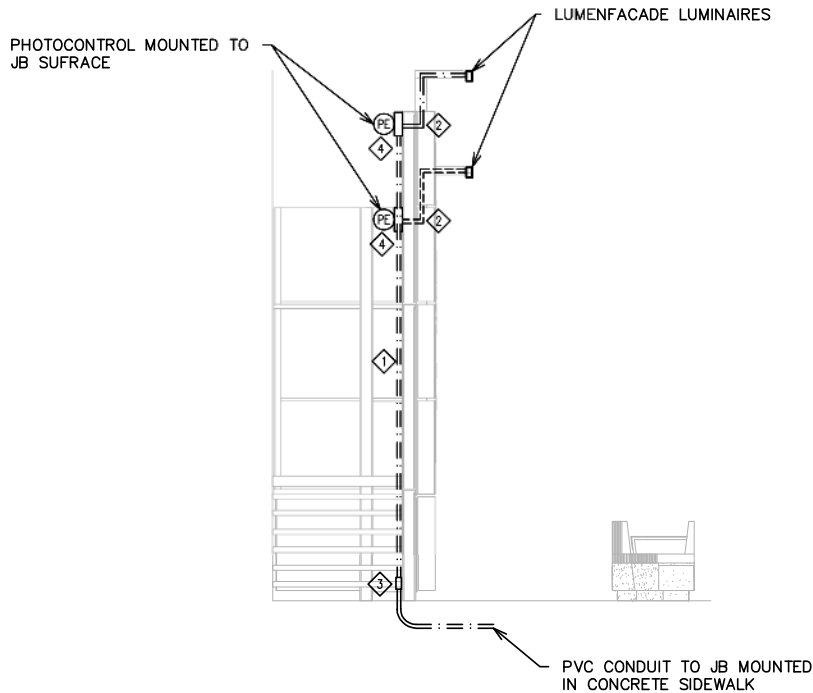 LUMENFACADE LUMINAIRES
PHOTOCONTROL MOUNTED TO
JB SUFRACE
PE
2
4
PE
2
4
1
3
PVC CONDUIT TO JB MOUNTED
IN CONCRETE SIDEWALK